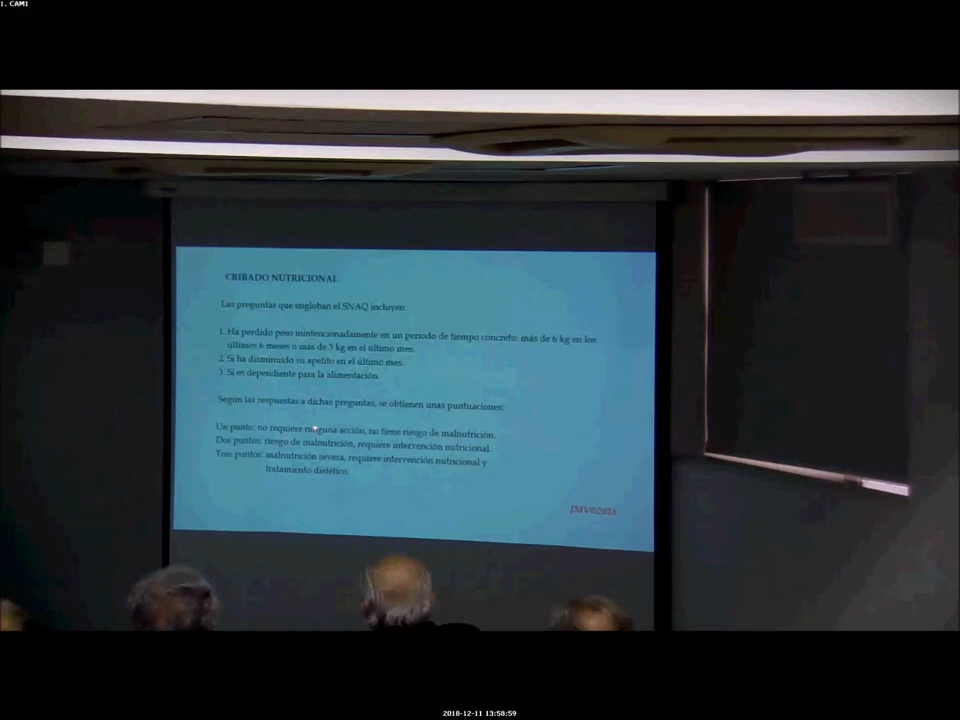 1. CAM1
CRIBADO NUTRICIONAL
Las preguntas que engloban el SNAQ incluyen:
1. Ha perdido peso inintencionadamente en un periodo de tiempo concreto: más de 6 kg en los
últimos 6 meses o más de 3 kg en el último mes.
2. Si ha disminuido su apetito en el último mes.
3. Si es dependiente para la alimentación.
Según las respuestas a dichas preguntas, se obtienen unas puntuaciones:
Un punto: no requiere ninguna acción, no tiene riesgo de malnutrición.
Dos puntos: riesgo de malnutrición, requiere intervención nutricional.
Tres puntos: malnutrición severa, requiere intervención nutricional y
tratamiento dietético.
JMV©2018
2018-12-11 13:58:59